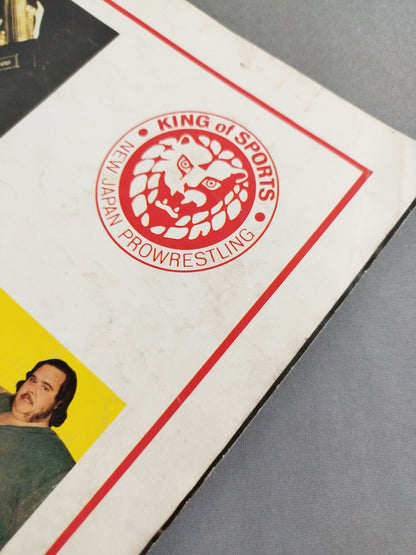 KING of SPORTS
NEW JAPAN PROWRESTLING